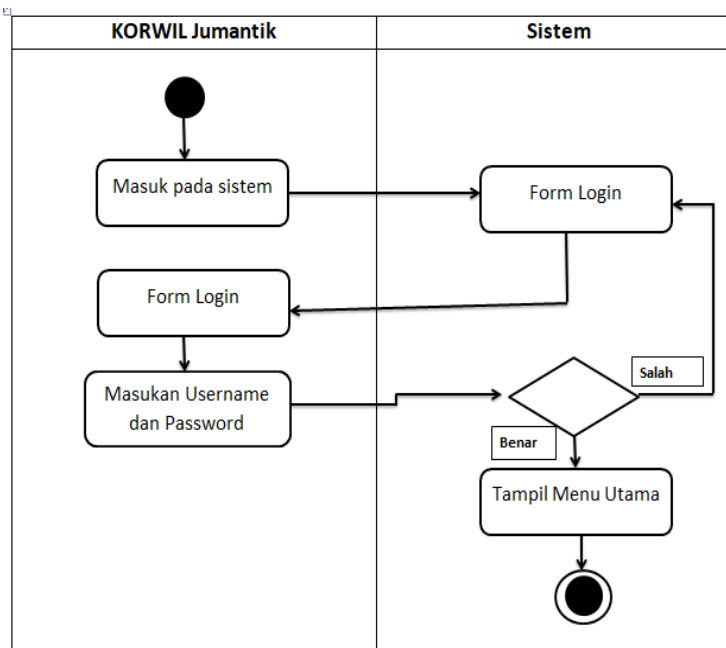 KORWIL Jumantik
Sistem
Masuk pada sistem
Form Login
Form Login
Masukan Username
dan Password
Salah
Benar
Tampil Menu Utama